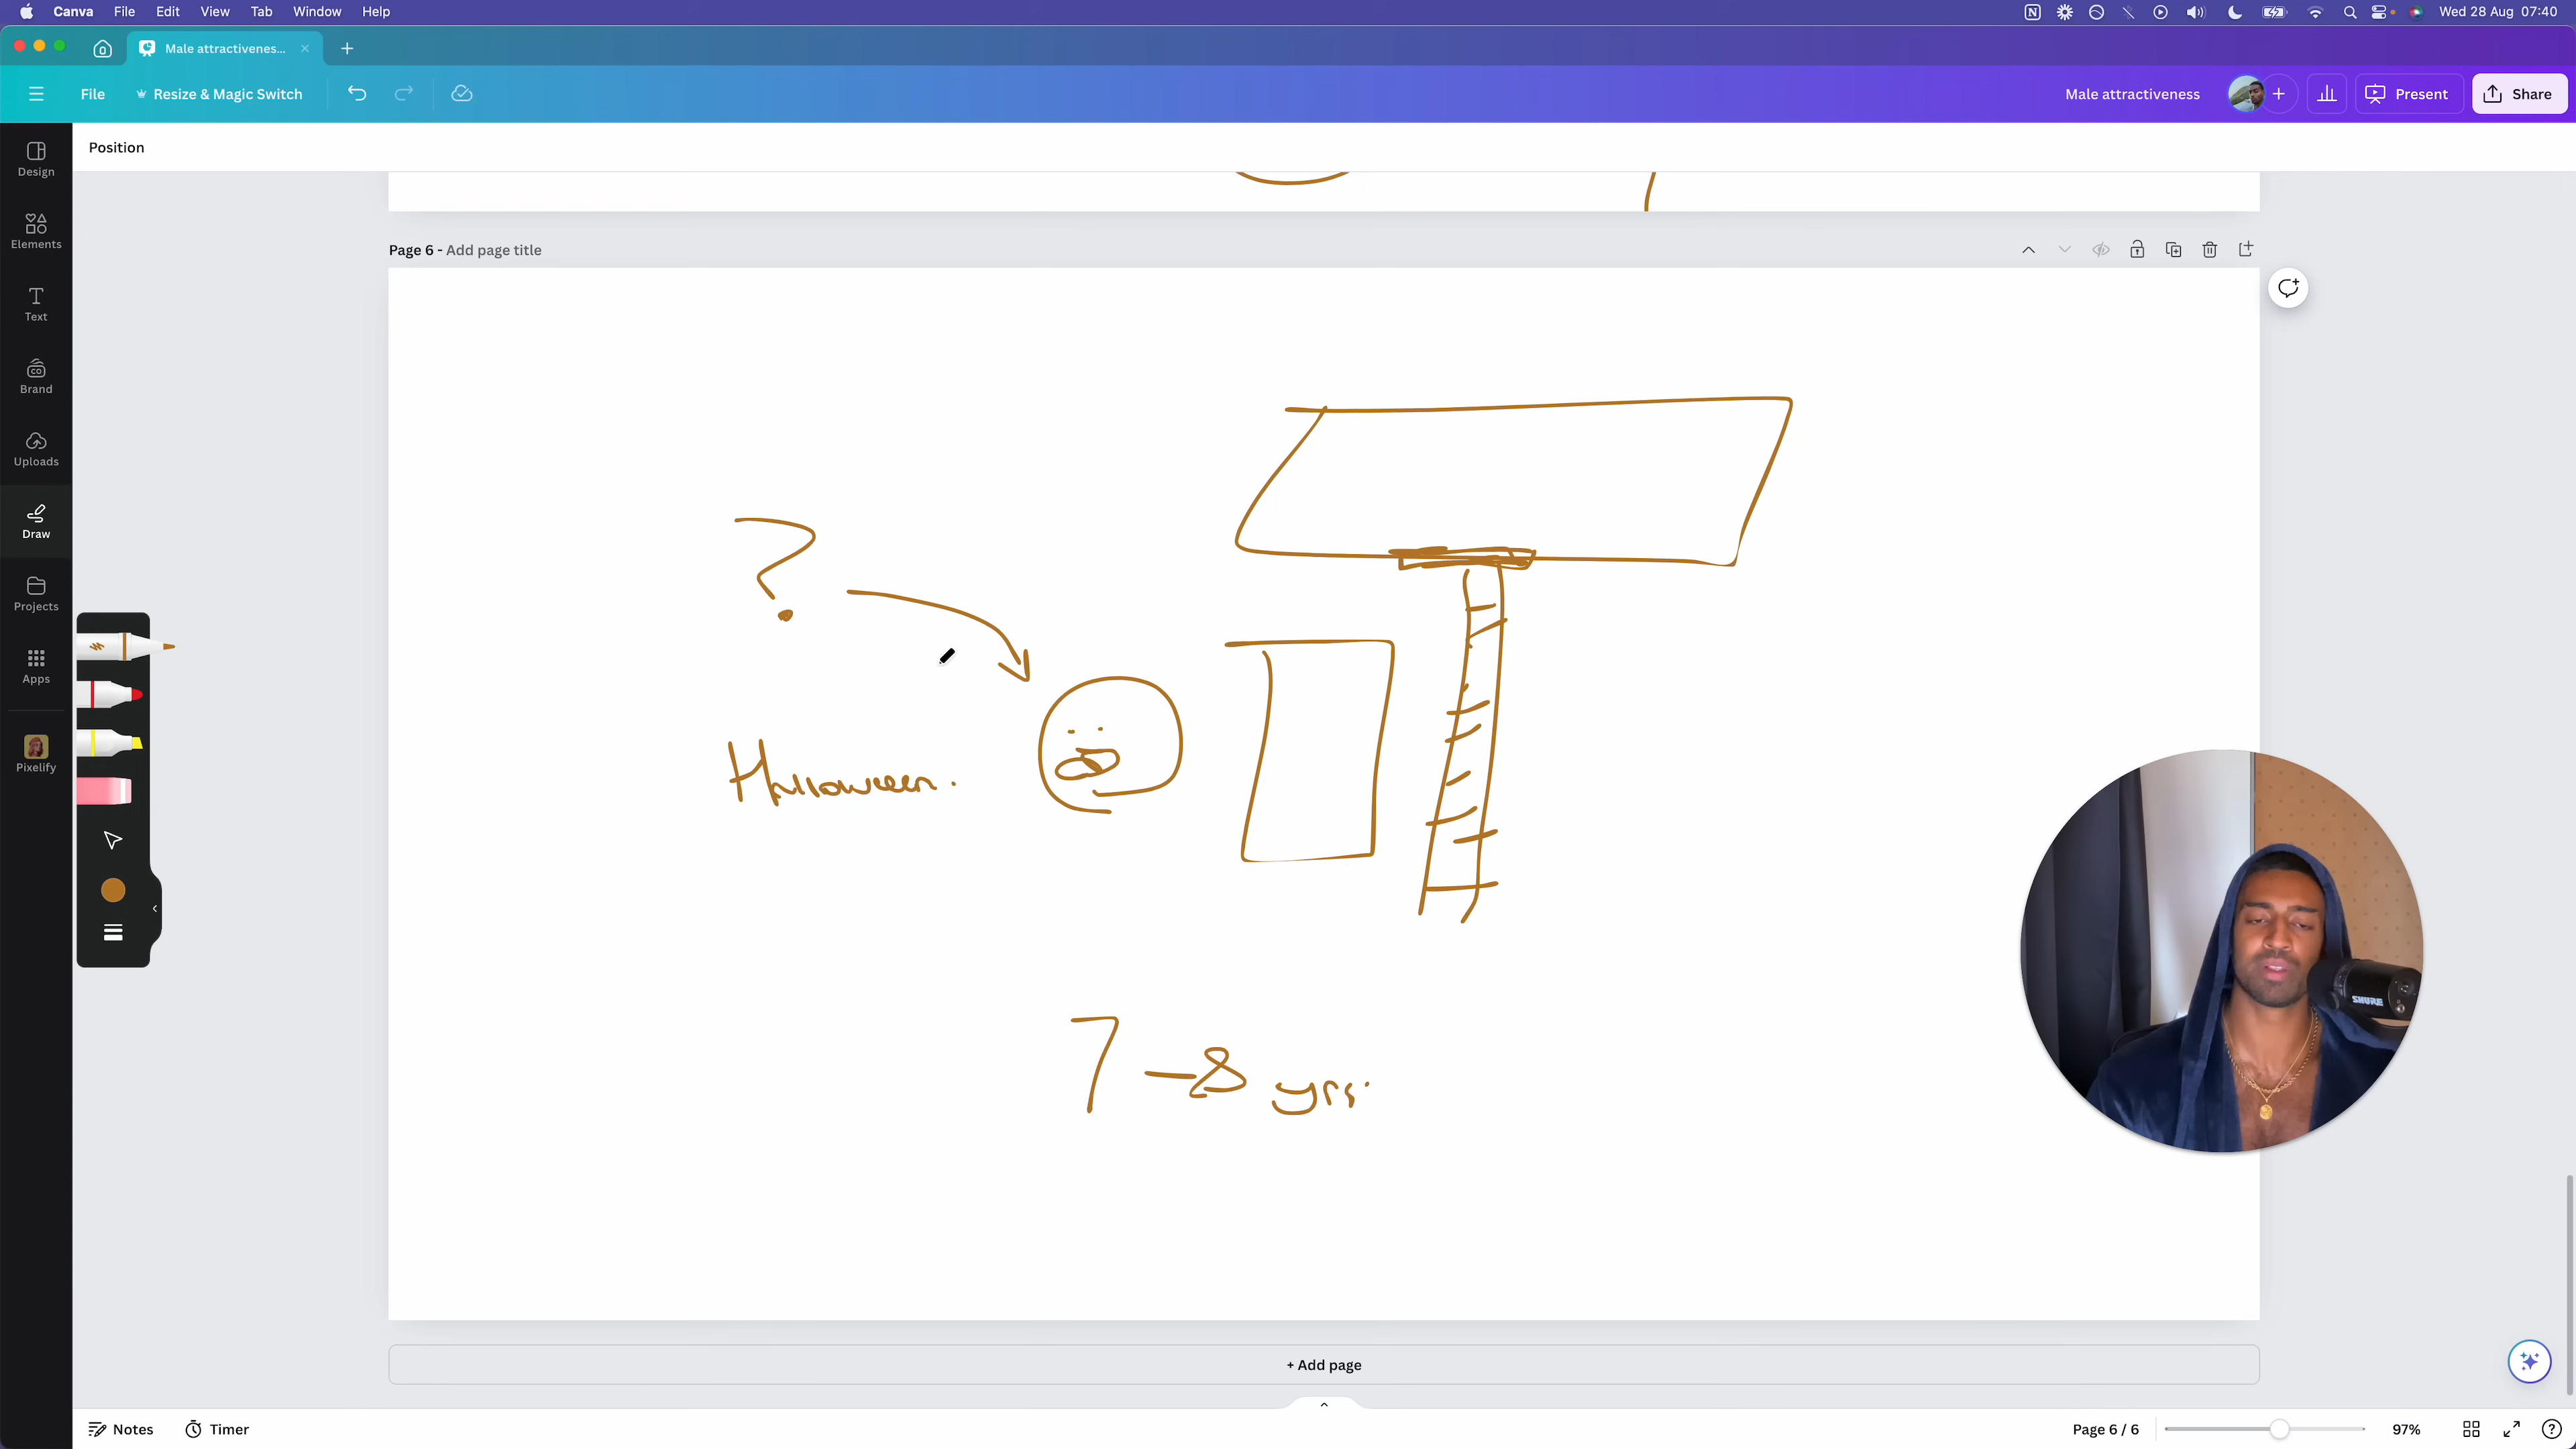 Canva File Edit View Tab Window Help Wed 28 Aug 07:40
Male attractivenes...
File Resize & Magic Switch Male attractiveness Present Share
Position
Design
Elements
Text
Brand
Uploads
Draw
Projects
Apps
Pixelify
Page 6 - Add page title
?
Halloween.
7-8 yrs.
SHURE
+ Add page
Notes Timer Page 6 / 6 97%